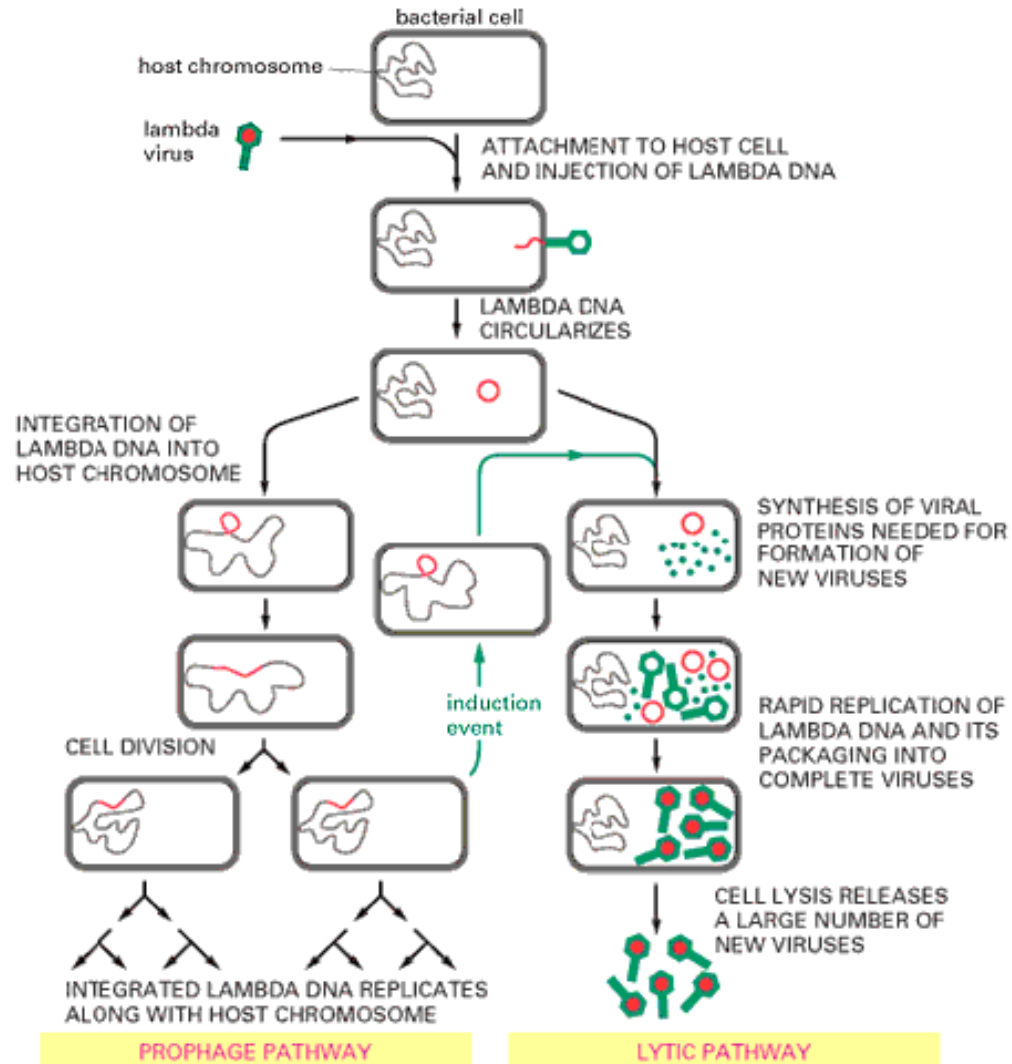 bacterial cell
host chromosome
lambda
virus
ATTACHMENT TO HOST CELL
AND INJECTION OF LAMBDA DNA
LAMBDA DNA
CIRCULARIZES
INTEGRATION OF
LAMBDA DNA INTO
HOST CHROMOSOME
SYNTHESIS OF VIRAL
PROTEINS NEEDED FOR
FORMATION OF
NEW VIRUSES
induction
event
RAPID REPLICATION OF
LAMBDA DNA AND ITS
PACKAGING INTO
COMPLETE VIRUSES
CELL DIVISION
CELL LYSIS RELEASES
A LARGE NUMBER OF
NEW VIRUSES
INTEGRATED LAMBDA DNA REPLICATES
ALONG WITH HOST CHROMOSOME
PROPHAGE PATHWAY
LYTIC PATHWAY